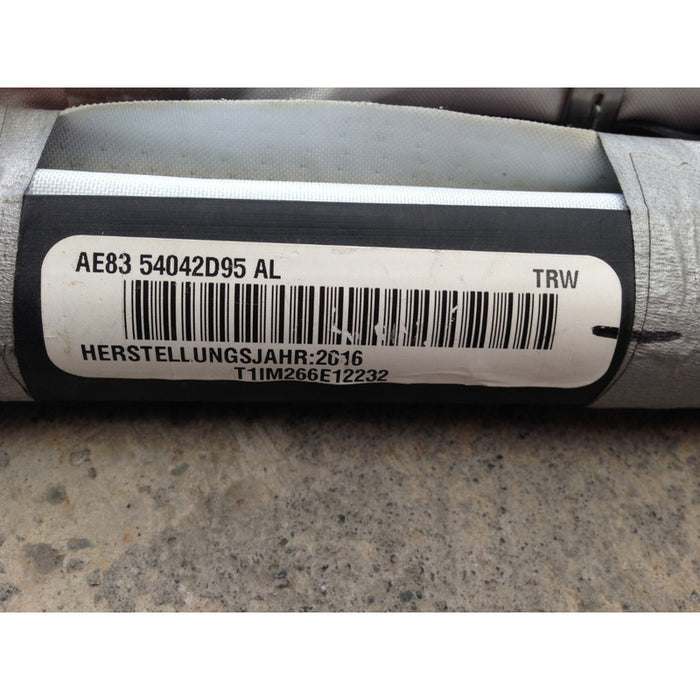 AE83 54042D95 AL TRW
HERSTELLUNGSJAHR:2016
T1IM266E12232